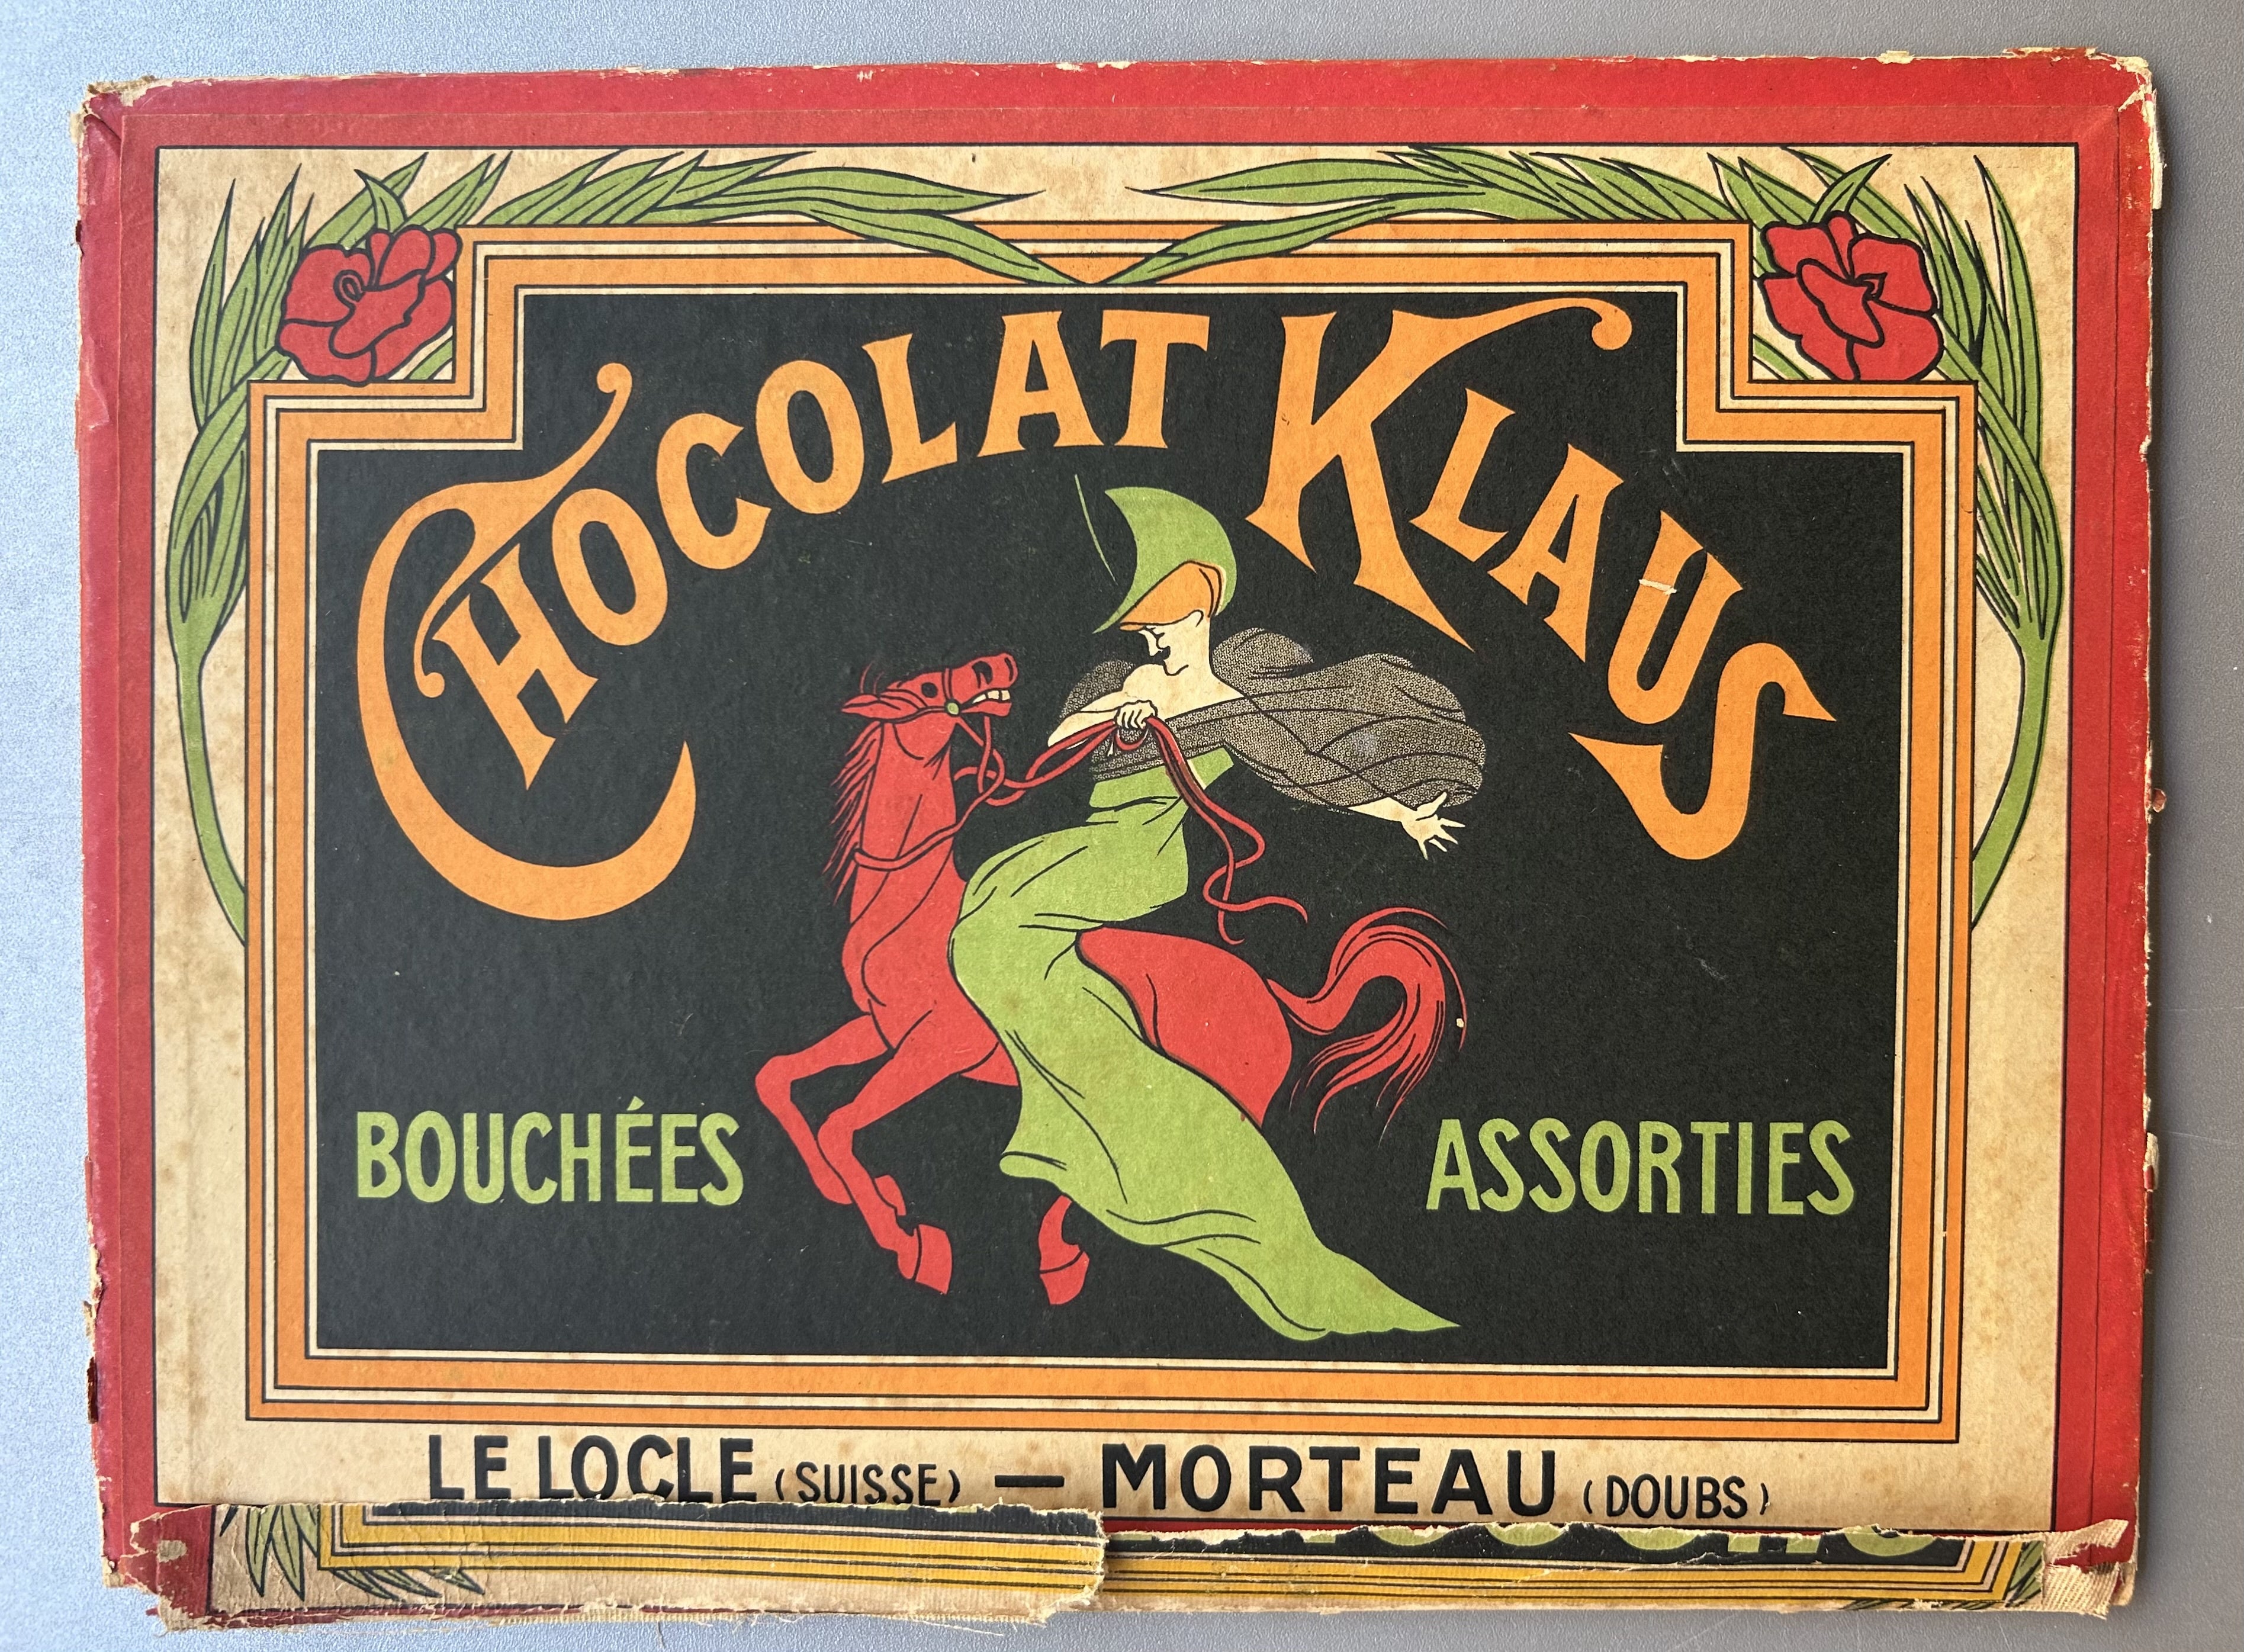 CHOCOLAT KLAUS
BOUCHÉES ASSORTIES
LE LOCLE (SUISSE) — MORTEAU (DOUBS)